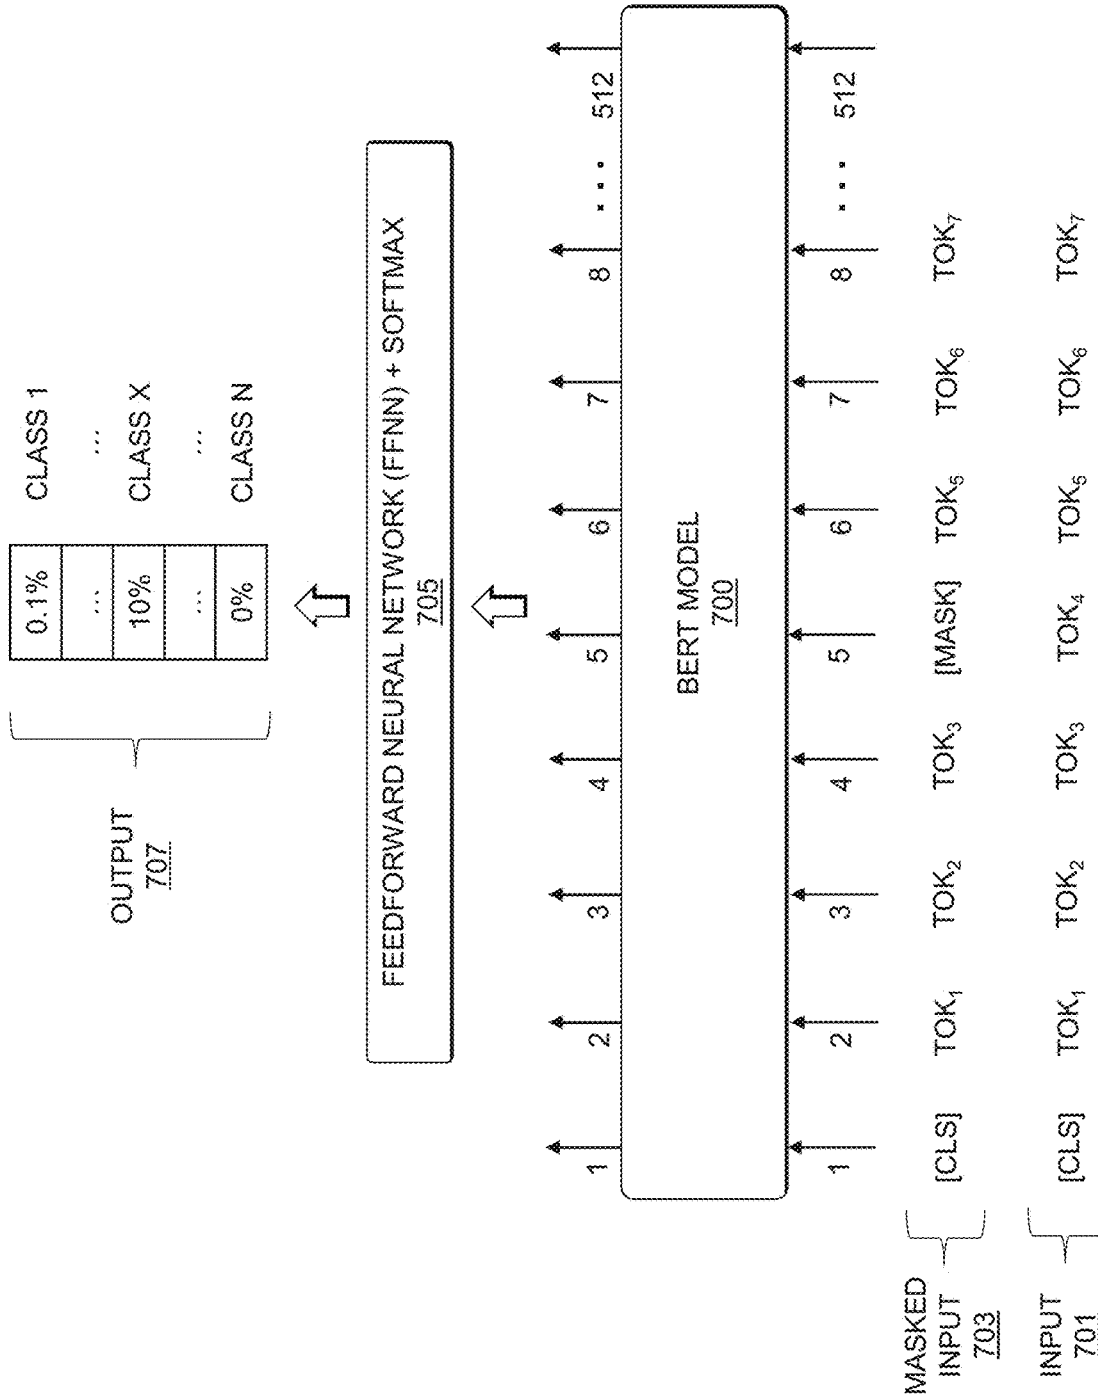 OUTPUT
707
0.1%
...
10%
...
0%
CLASS 1
...
CLASS X
...
CLASS N
FEEDFORWARD NEURAL NETWORK (FFNN) + SOFTMAX
705
1 2 3 4 5 6 7 8 ... 512
BERT MODEL
700
1 2 3 4 5 6 7 8 ... 512
MASKED
INPUT
703
[CLS] TOK₁ TOK₂ TOK₃ [MASK] TOK₅ TOK₆ TOK₇
INPUT
701
[CLS] TOK₁ TOK₂ TOK₃ TOK₄ TOK₅ TOK₆ TOK₇